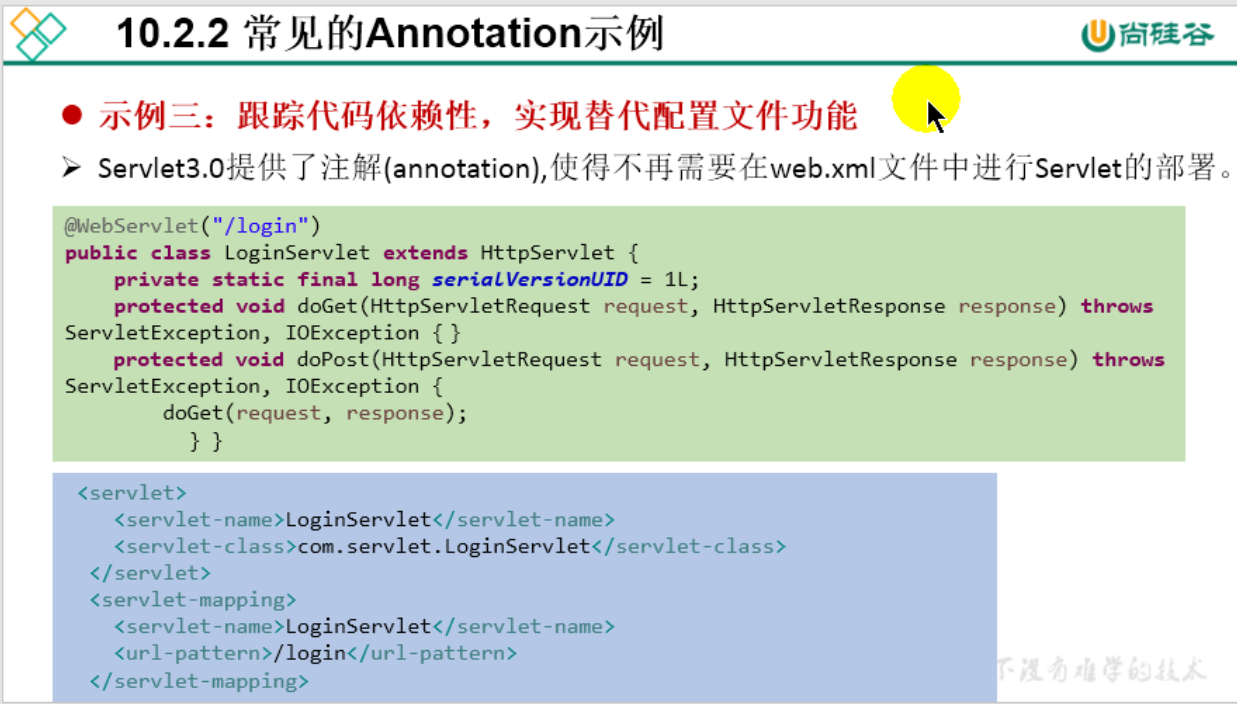 10.2.2 常见的Annotation示例
尚硅谷
● 示例三：跟踪代码依赖性，实现替代配置文件功能
➢ Servlet3.0提供了注解(annotation),使得不再需要在web.xml文件中进行Servlet的部署。
@WebServlet("/login")
public class LoginServlet extends HttpServlet {
private static final long serialVersionUID = 1L;
protected void doGet(HttpServletRequest request, HttpServletResponse response) throws
ServletException, IOException { }
protected void doPost(HttpServletRequest request, HttpServletResponse response) throws
ServletException, IOException {
doGet(request, response);
} }
<servlet>
<servlet-name>LoginServlet</servlet-name>
<servlet-class>com.servlet.LoginServlet</servlet-class>
</servlet>
<servlet-mapping>
<servlet-name>LoginServlet</servlet-name>
<url-pattern>/login</url-pattern>
</servlet-mapping>
下没有难学的技术